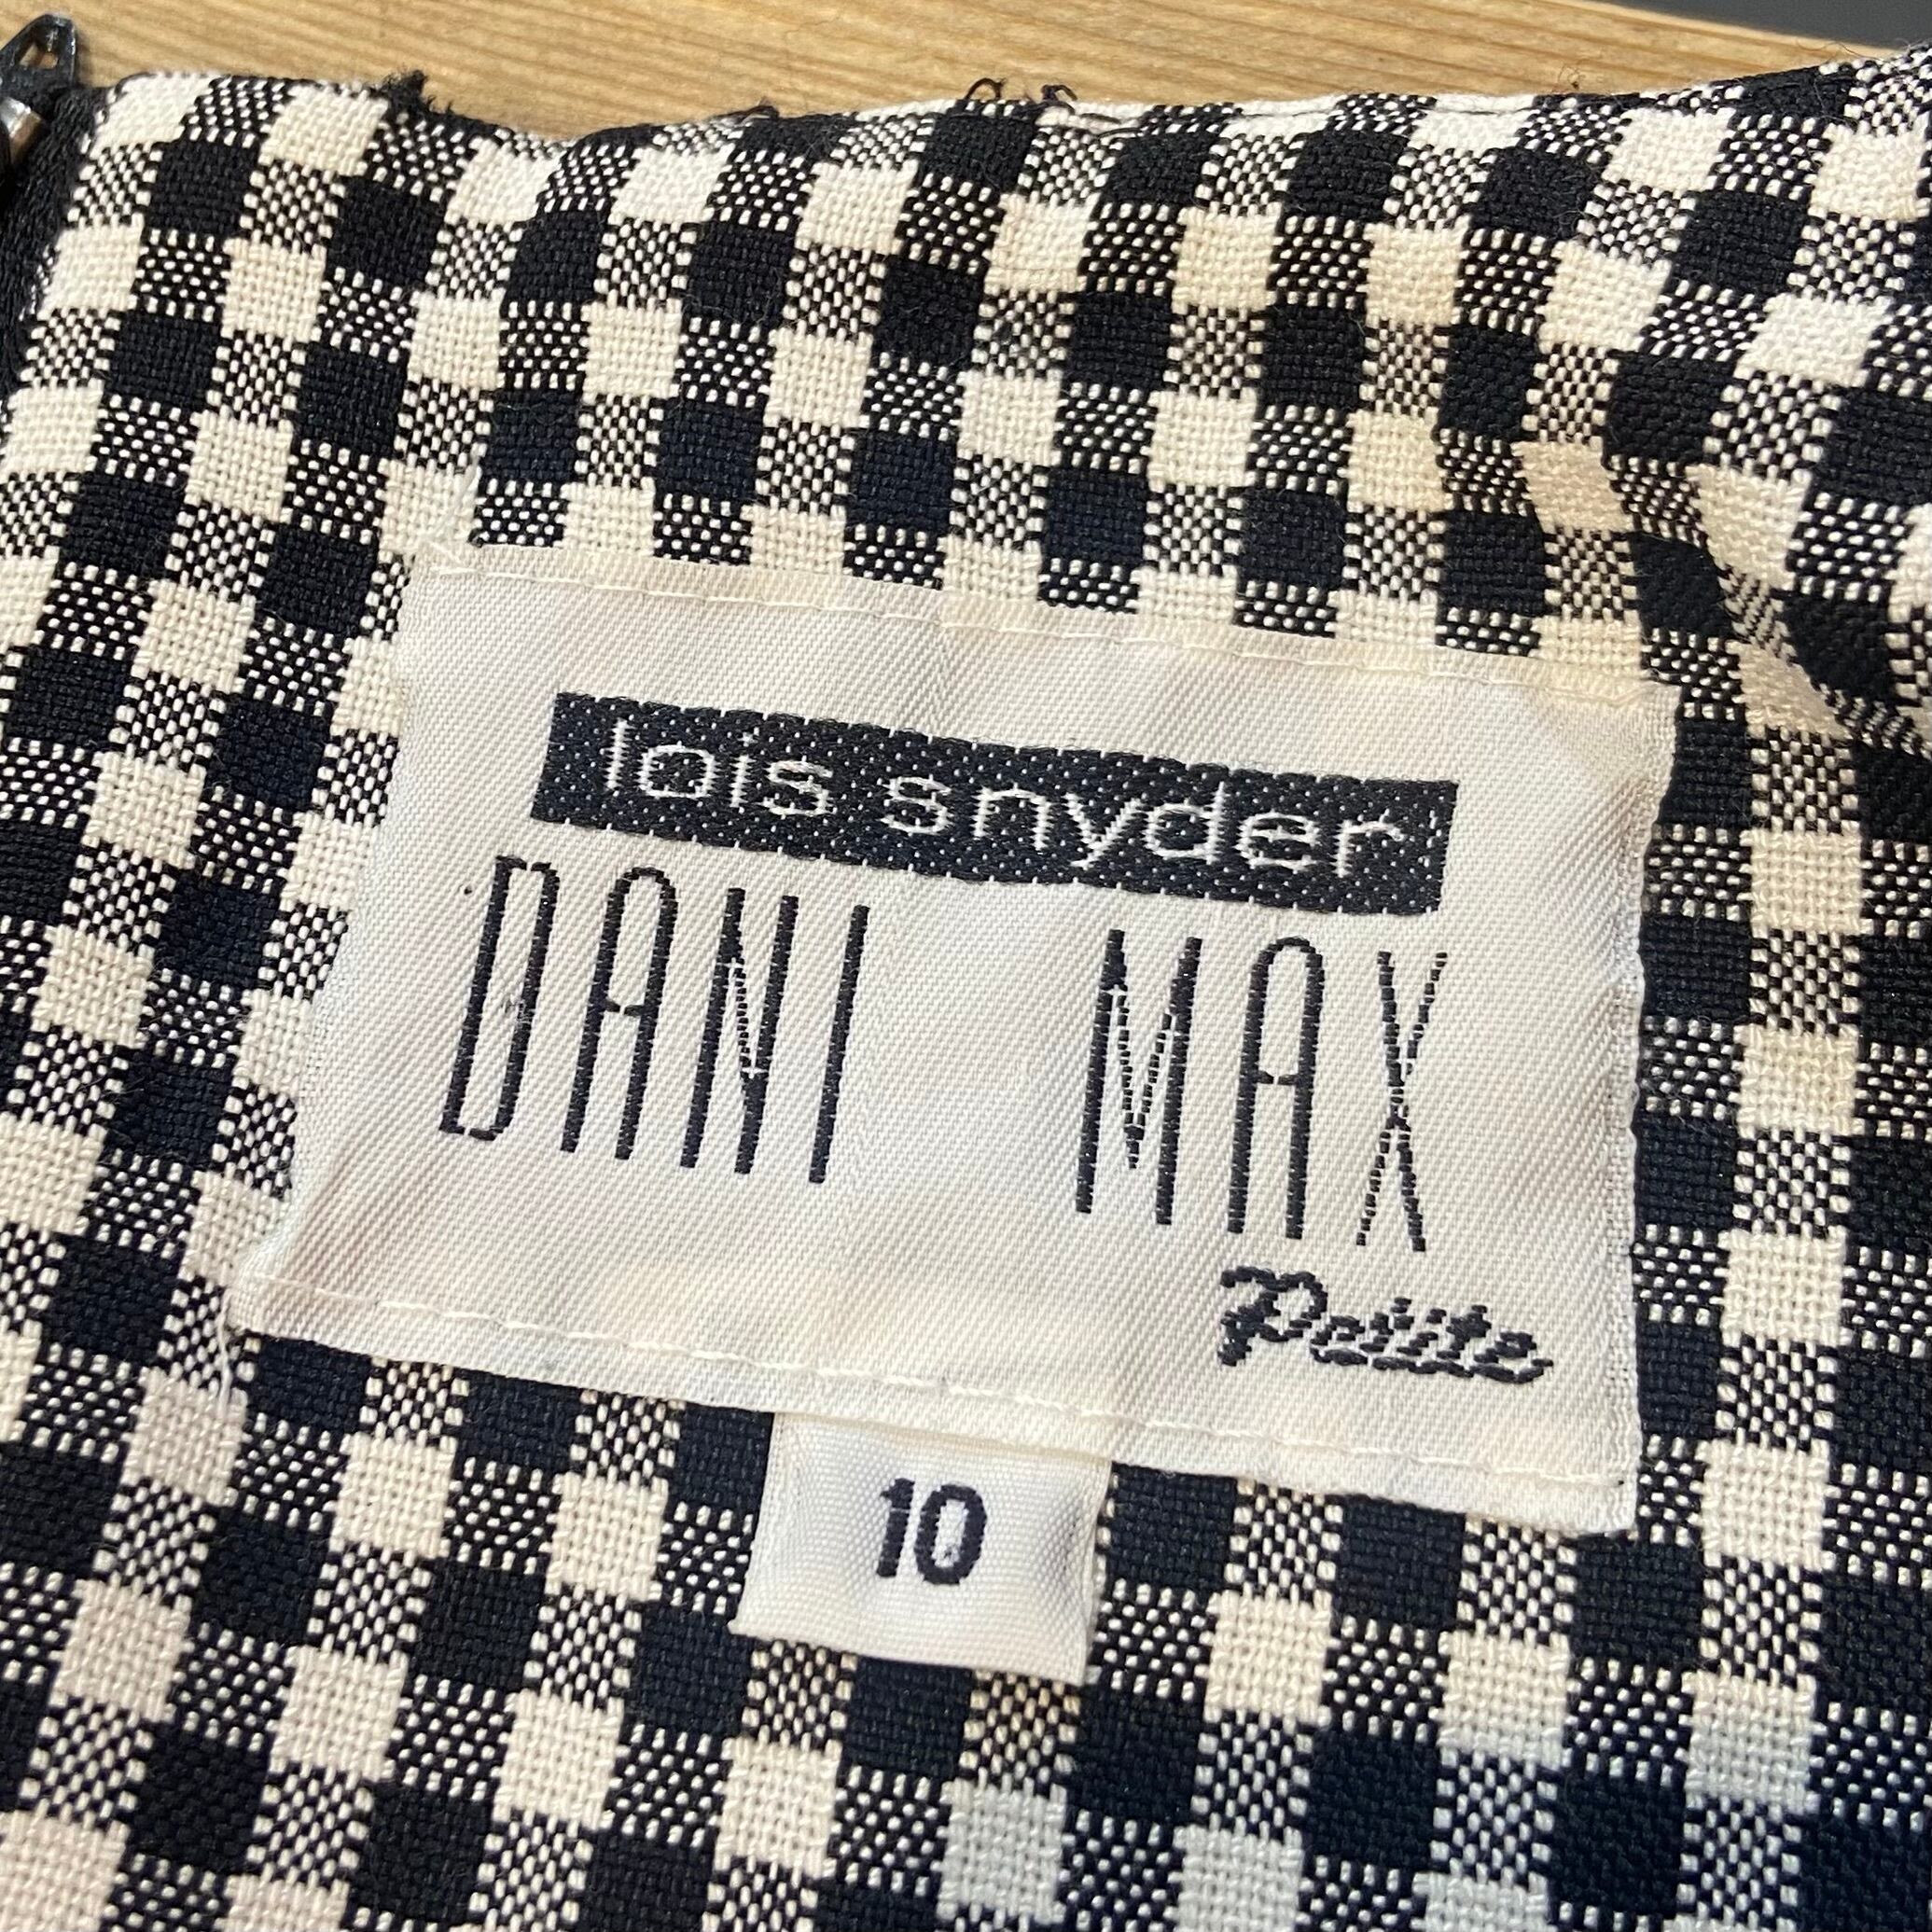 lois snyder
DANI MAX
Petite
10